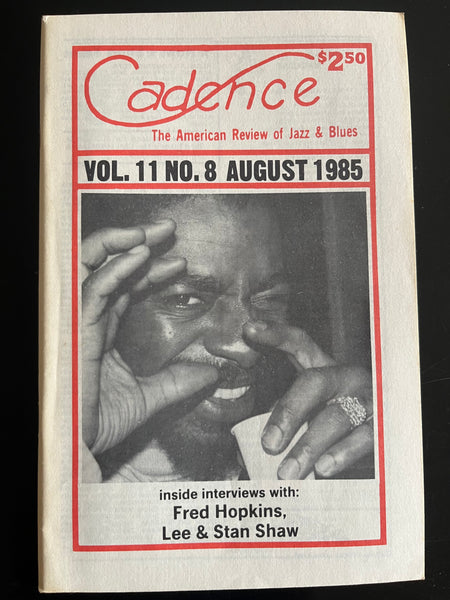 $2.50
Cadence
The American Review of Jazz & Blues
VOL. 11 NO. 8 AUGUST 1985
inside interviews with:
Fred Hopkins,
Lee & Stan Shaw